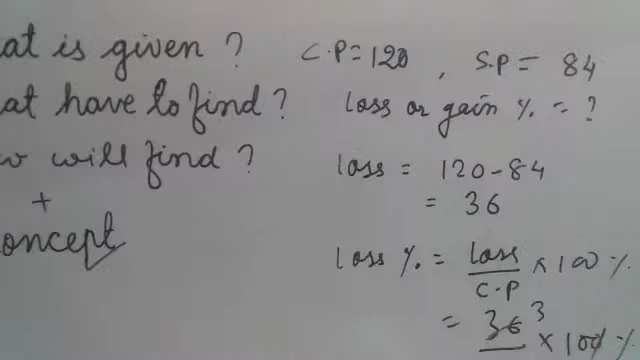 at is given ? C.P = 120 , S.P = 84
at have to find ? loss or gain % = ?
w will find ? loss = 120 - 84
+ = 36
oncept
loss % = loss / C.P × 100 %
= 36 3 × 100 %